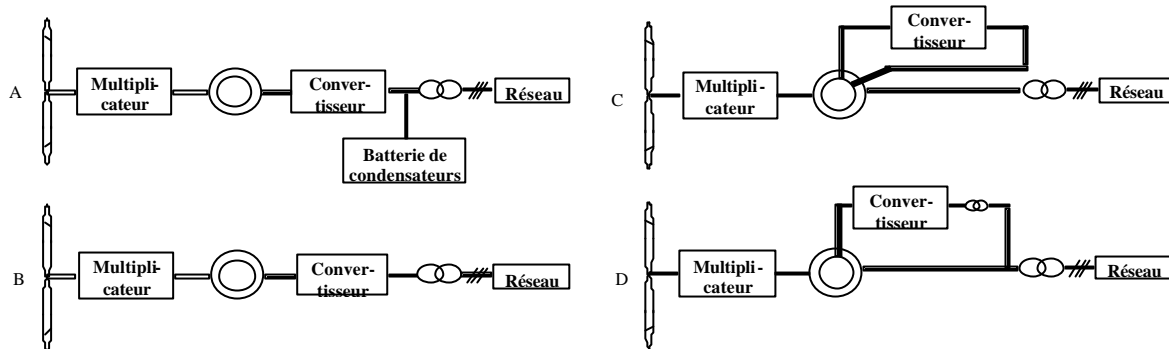 A
Multipli-
cateur
Conver-
tisseur
Réseau
Batterie de
condensateurs
B
Multipli-
cateur
Conver-
tisseur
Réseau
C
Multipli-
cateur
Conver-
tisseur
Réseau
D
Multipli-
cateur
Conver-
tisseur
Réseau